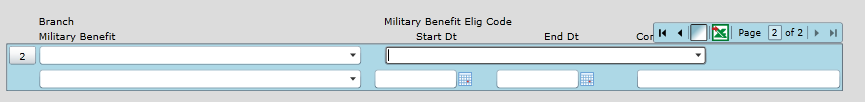 Branch Military Benefit Elig Code
Military Benefit Start Dt End Dt Page 2 of 2
2